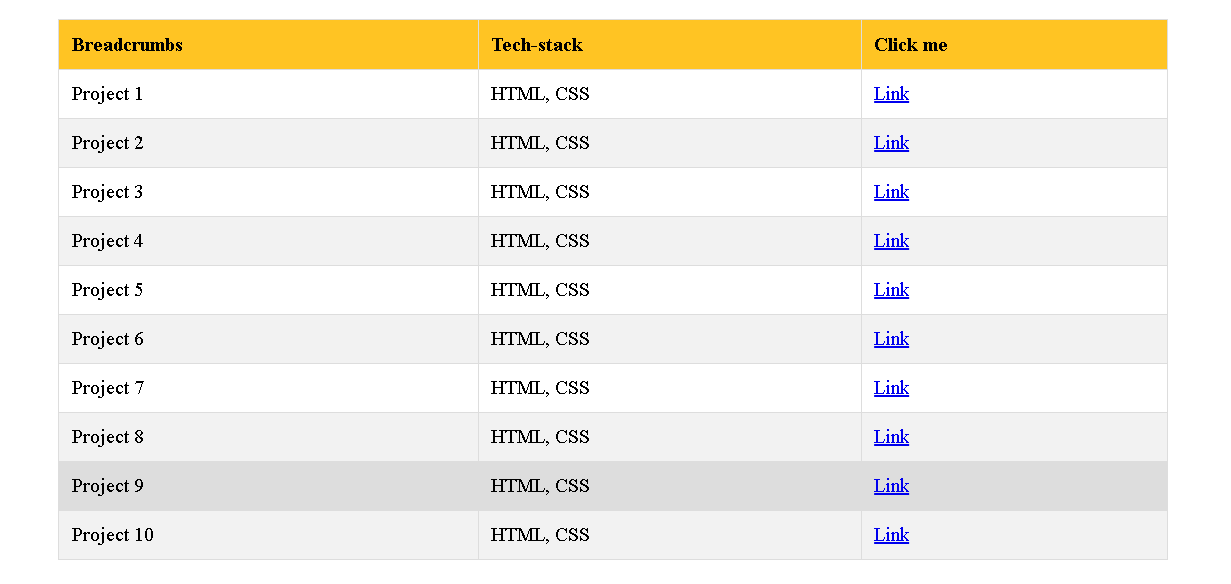 Breadcrumbs Tech-stack Click me
Project 1 HTML, CSS Link
Project 2 HTML, CSS Link
Project 3 HTML, CSS Link
Project 4 HTML, CSS Link
Project 5 HTML, CSS Link
Project 6 HTML, CSS Link
Project 7 HTML, CSS Link
Project 8 HTML, CSS Link
Project 9 HTML, CSS Link
Project 10 HTML, CSS Link